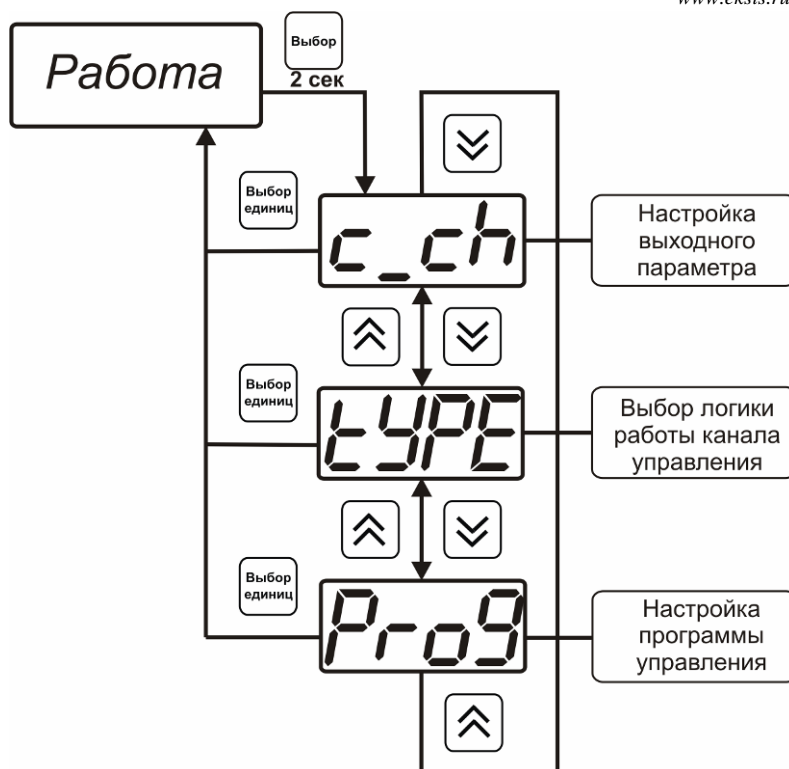 www.eksis.ru
Работа
Выбор
2 сек
Выбор
единиц
c_ch
Настройка
выходного
параметра
Выбор
единиц
tYPE
Выбор логики
работы канала
управления
Выбор
единиц
Prog
Настройка
программы
управления